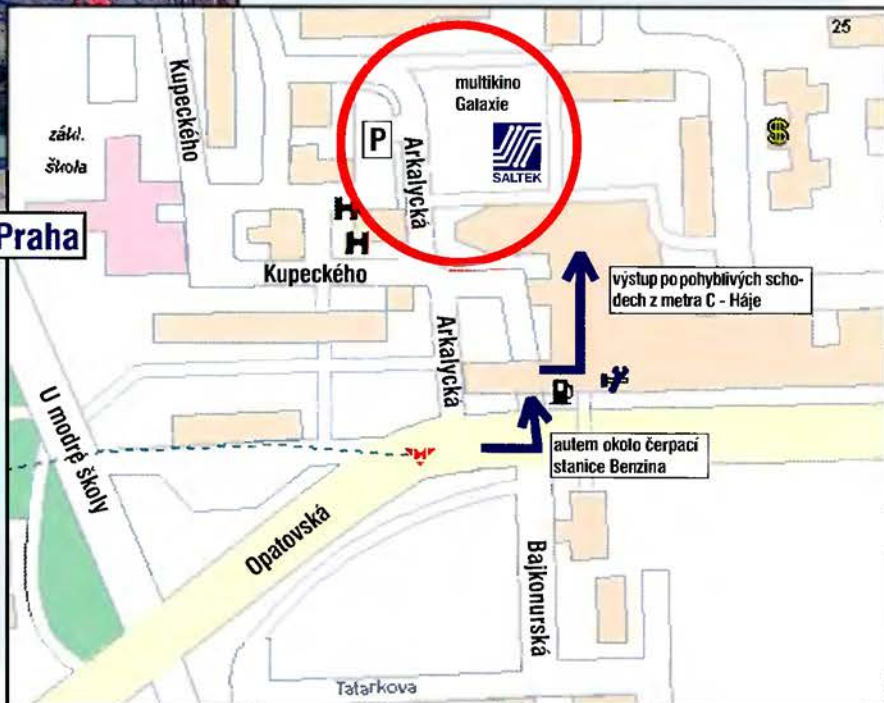 25
Kupeckého
multikino
Galaxie
zákl.
škola
P
Arkalycká
SALTEK
$
Praha
H
H
Kupeckého
výstup po pohyblivých scho-
dech z metra C - Háje
Arkalycká
U modré školy
autem okolo čerpací
stanice Benzina
Opatovská
Bajkonurská
Tatarkova